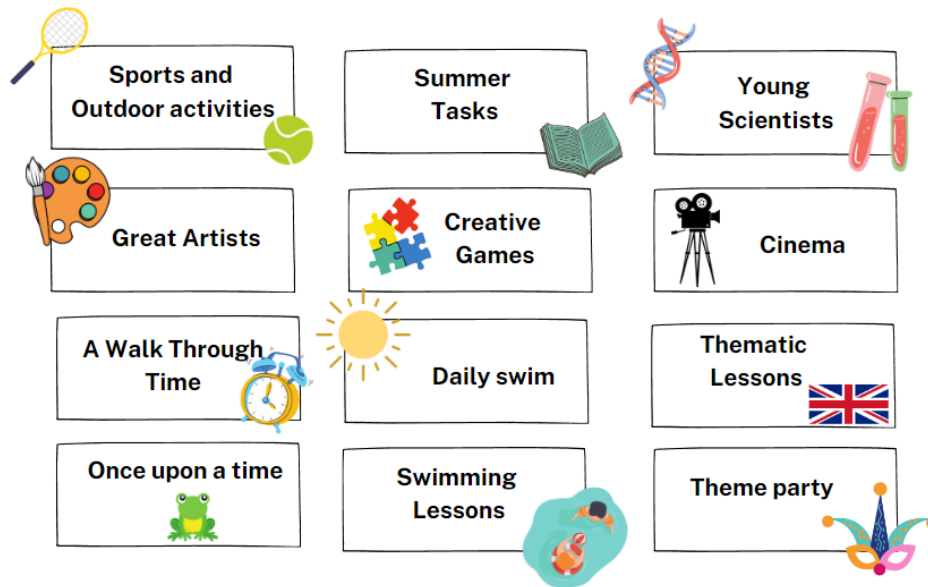 Sports and
Outdoor activities
Summer
Tasks
Young
Scientists
Great Artists
Creative
Games
Cinema
A Walk Through
Time
Daily swim
Thematic
Lessons
Once upon a time
Swimming
Lessons
Theme party